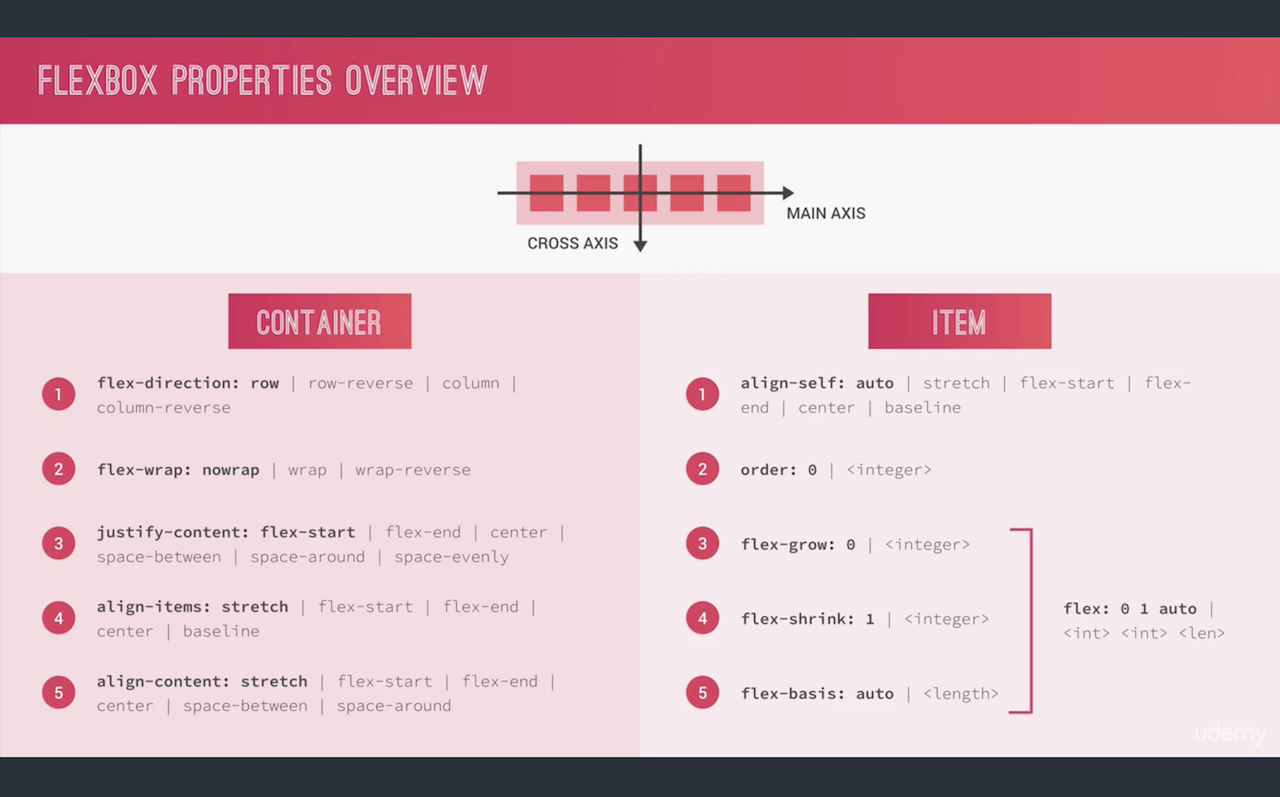 FLEXBOX PROPERTIES OVERVIEW
MAIN AXIS
CROSS AXIS
CONTAINER
1 flex-direction: row | row-reverse | column |
column-reverse
2 flex-wrap: nowrap | wrap | wrap-reverse
3 justify-content: flex-start | flex-end | center |
space-between | space-around | space-evenly
4 align-items: stretch | flex-start | flex-end |
center | baseline
5 align-content: stretch | flex-start | flex-end |
center | space-between | space-around
ITEM
1 align-self: auto | stretch | flex-start | flex-
end | center | baseline
2 order: 0 | <integer>
3 flex-grow: 0 | <integer>
4 flex-shrink: 1 | <integer>
5 flex-basis: auto | <length>
flex: 0 1 auto |
<int> <int> <len>
udemy